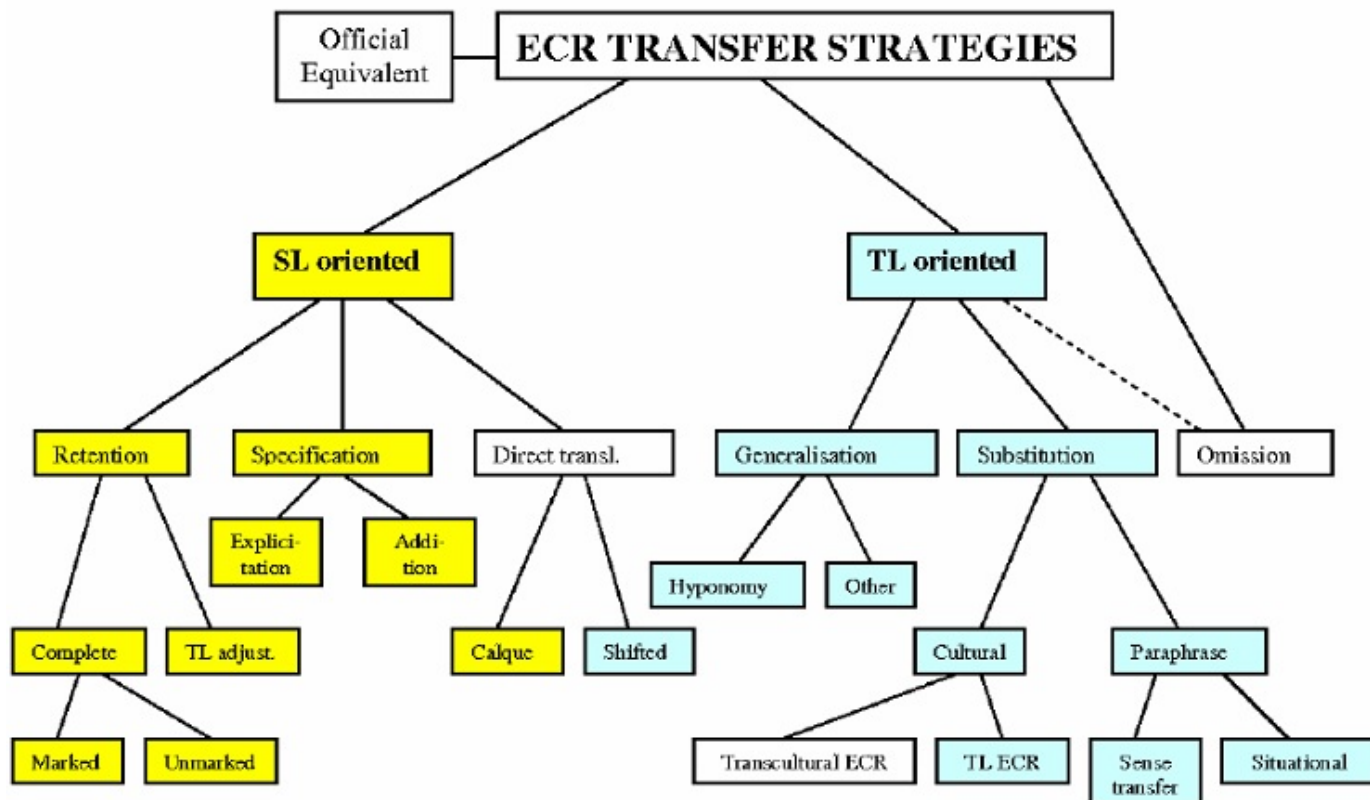 Official
Equivalent
ECR TRANSFER STRATEGIES
SL oriented
TL oriented
Retention
Specification
Direct transl.
Generalisation
Substitution
Omission
Explici-
tation
Addi-
tion
Hyponomy
Other
Complete
TL adjust.
Calque
Shifted
Cultural
Paraphrase
Marked
Unmarked
Transcultural ECR
TL ECR
Sense
transfer
Situational